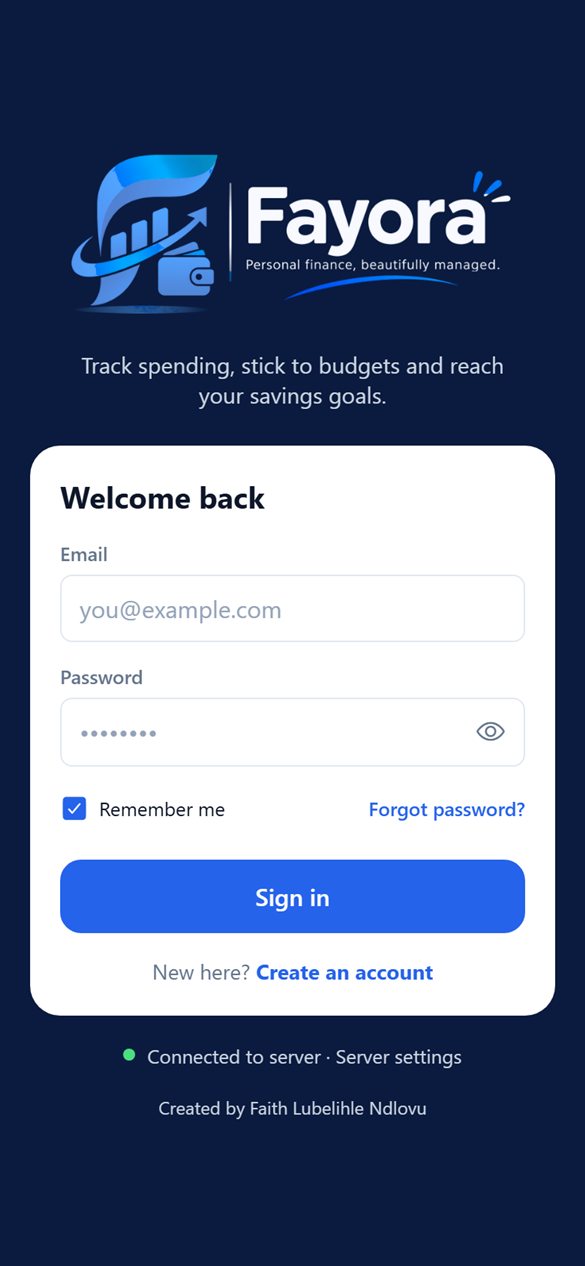 Fayora
Personal finance, beautifully managed.
Track spending, stick to budgets and reach
your savings goals.
Welcome back
Email
you@example.com
Password
••••••••
Remember me
Forgot password?
Sign in
New here? Create an account
Connected to server · Server settings
Created by Faith Lubelihle Ndlovu